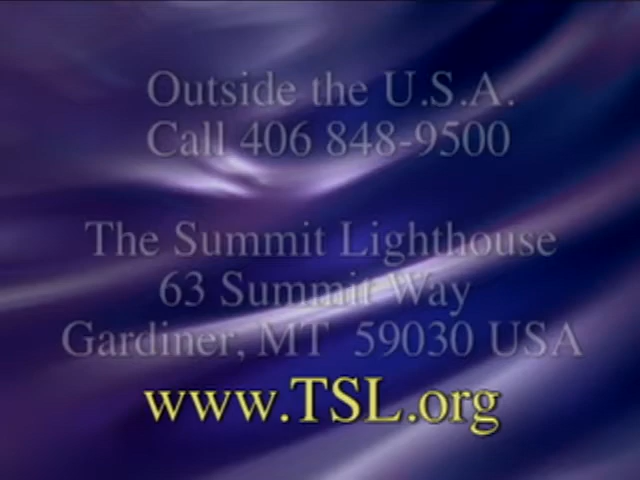 Outside the U.S.A.
Call 406 848-9500
The Summit Lighthouse
63 Summit Way
Gardiner, MT 59030 USA
www.TSL.org